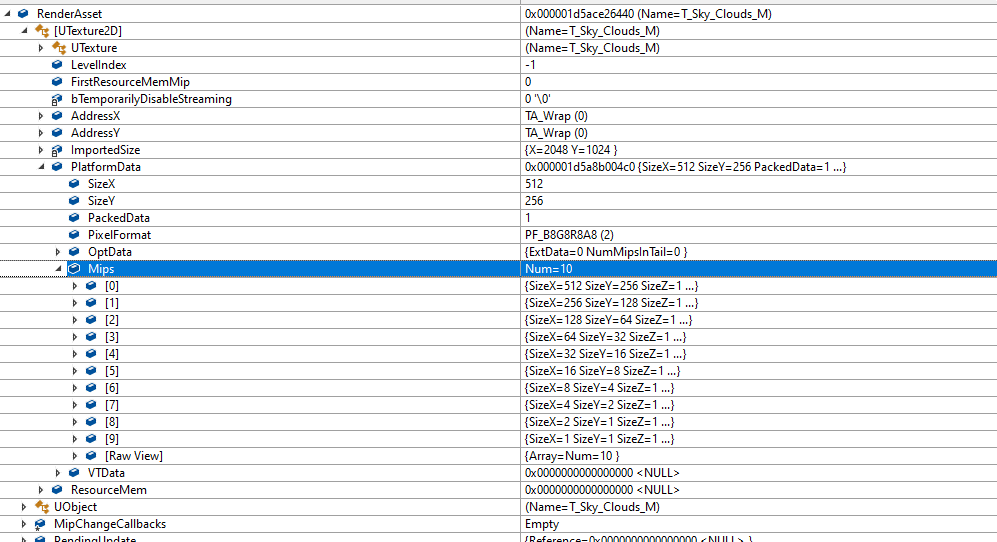 RenderAsset 0x000001d5ace26440 (Name=T_Sky_Clouds_M)
[UTexture2D] (Name=T_Sky_Clouds_M)
UTexture (Name=T_Sky_Clouds_M)
LevelIndex -1
FirstResourceMemMip 0
bTemporarilyDisableStreaming 0 '\0'
AddressX TA_Wrap (0)
AddressY TA_Wrap (0)
ImportedSize {X=2048 Y=1024 }
PlatformData 0x000001d5a8b004c0 {SizeX=512 SizeY=256 PackedData=1 ...}
SizeX 512
SizeY 256
PackedData 1
PixelFormat PF_B8G8R8A8 (2)
OptData {ExtData=0 NumMipsInTail=0 }
Mips Num=10
[0] {SizeX=512 SizeY=256 SizeZ=1 ...}
[1] {SizeX=256 SizeY=128 SizeZ=1 ...}
[2] {SizeX=128 SizeY=64 SizeZ=1 ...}
[3] {SizeX=64 SizeY=32 SizeZ=1 ...}
[4] {SizeX=32 SizeY=16 SizeZ=1 ...}
[5] {SizeX=16 SizeY=8 SizeZ=1 ...}
[6] {SizeX=8 SizeY=4 SizeZ=1 ...}
[7] {SizeX=4 SizeY=2 SizeZ=1 ...}
[8] {SizeX=2 SizeY=1 SizeZ=1 ...}
[9] {SizeX=1 SizeY=1 SizeZ=1 ...}
[Raw View] {Array=Num=10 }
VTData 0x0000000000000000 <NULL>
ResourceMem 0x0000000000000000 <NULL>
UObject (Name=T_Sky_Clouds_M)
MipChangeCallbacks Empty
PendingUpdate {Reference=0x0000000000000000 <NULL> }